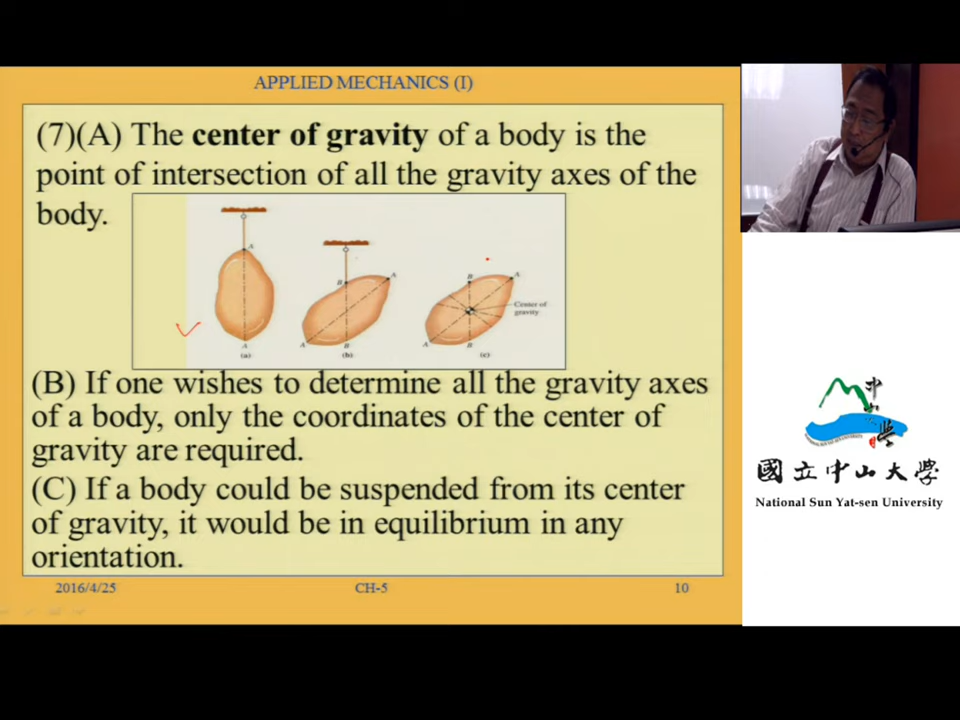 APPLIED MECHANICS (I)
(7)(A) The center of gravity of a body is the
point of intersection of all the gravity axes of the
body.
A
A
(a)
B
A
A
B
(b)
B
A
Center of
gravity
A
B
(c)
(B) If one wishes to determine all the gravity axes
of a body, only the coordinates of the center of
gravity are required.
(C) If a body could be suspended from its center
of gravity, it would be in equilibrium in any
orientation.
2016/4/25
CH-5
10
國立中山大學
National Sun Yat-sen University